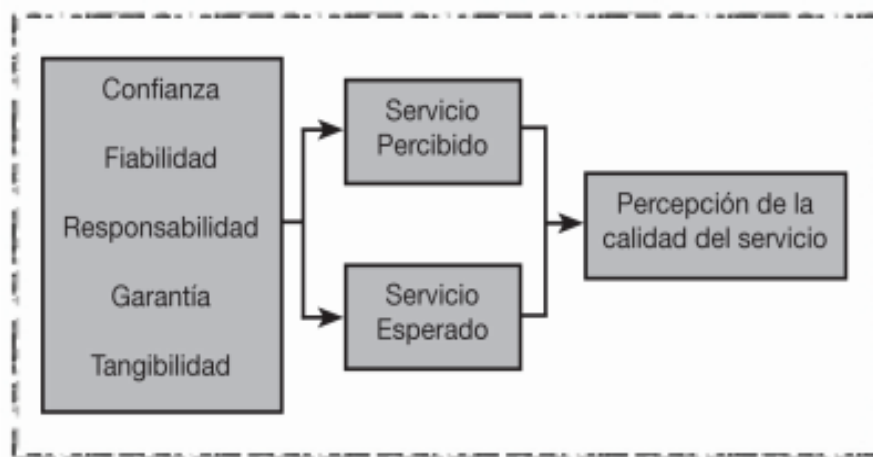 Confianza
Fiabilidad
Responsabilidad
Garantía
Tangibilidad
Servicio
Percibido
Servicio
Esperado
Percepción de la
calidad del servicio